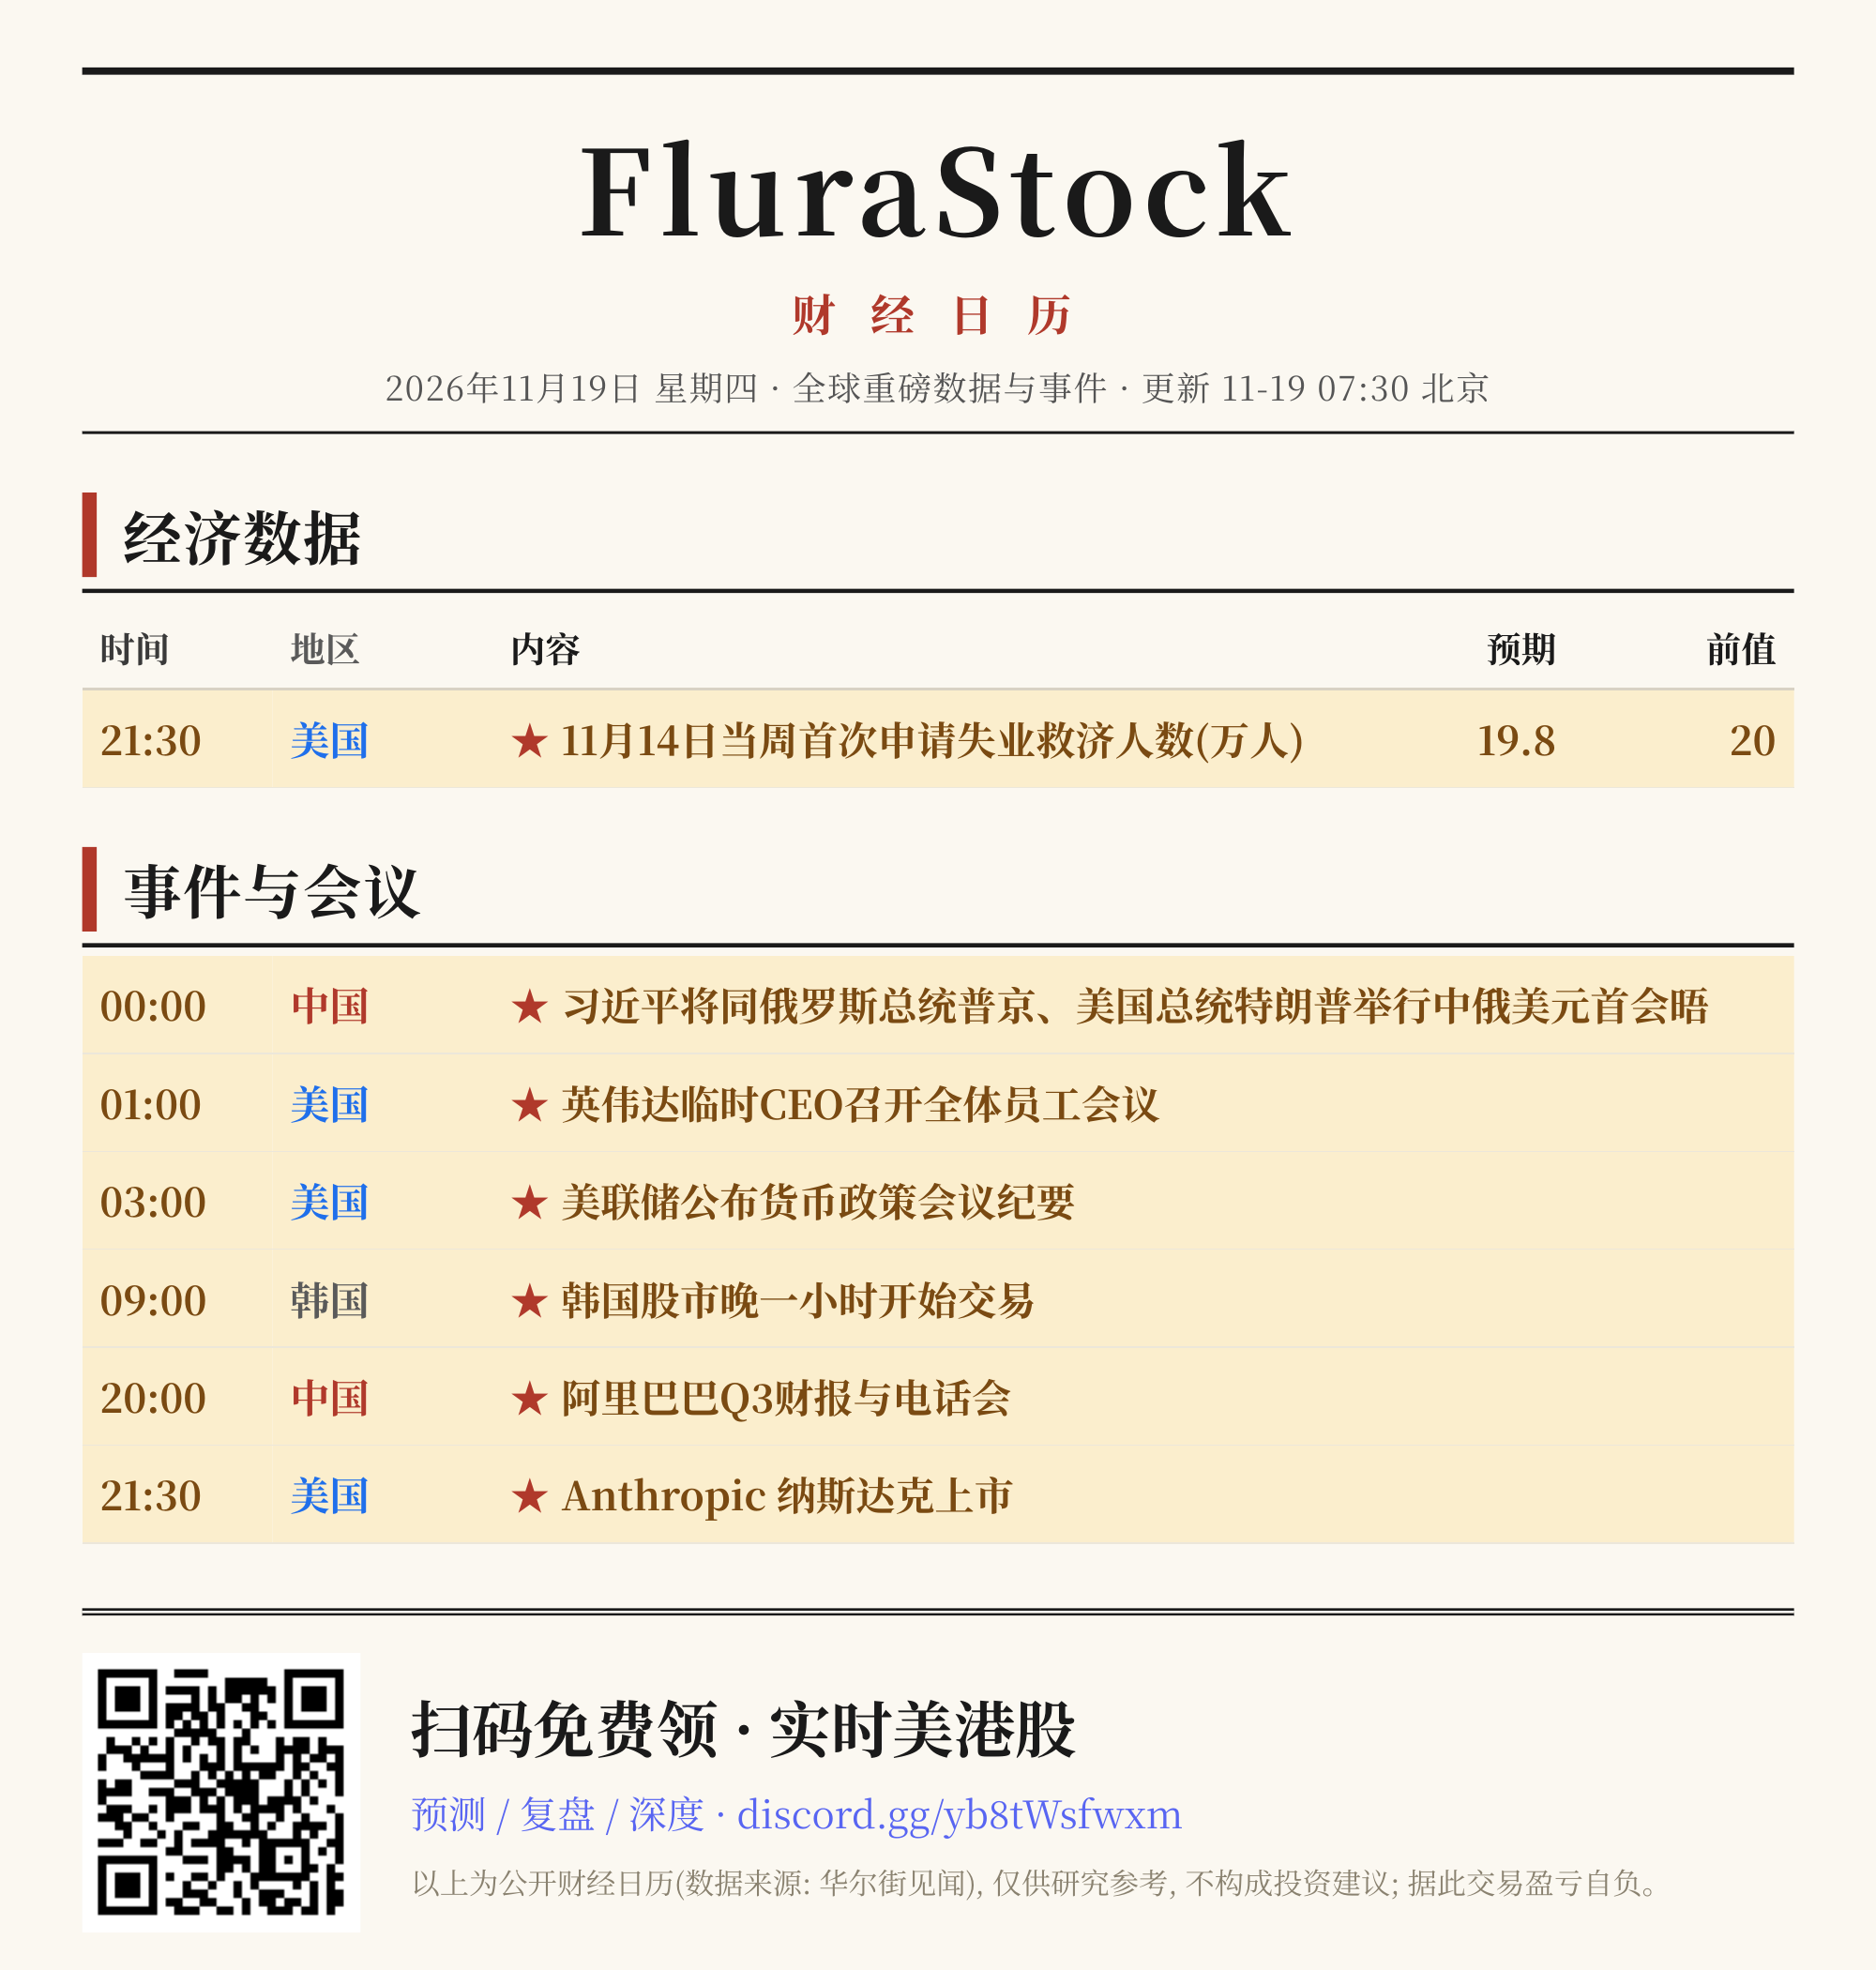 FluraStock
财经日历
2026年11月19日 星期四 · 全球重磅数据与事件 · 更新 11-19 07:30 北京
经济数据
时间 地区 内容 预期 前值
21:30 美国 ★ 11月14日当周首次申请失业救济人数(万人) 19.8 20
事件与会议
00:00 中国 ★ 习近平将同俄罗斯总统普京、美国总统特朗普举行中俄美元首会晤
01:00 美国 ★ 英伟达临时CEO召开全体员工会议
03:00 美国 ★ 美联储公布货币政策会议纪要
09:00 韩国 ★ 韩国股市晚一小时开始交易
20:00 中国 ★ 阿里巴巴Q3财报与电话会
21:30 美国 ★ Anthropic 纳斯达克上市
扫码免费领 · 实时美港股
预测 / 复盘 / 深度 · discord.gg/yb8tWsfwxm
以上为公开财经日历(数据来源: 华尔街见闻), 仅供研究参考, 不构成投资建议; 据此交易盈亏自负。